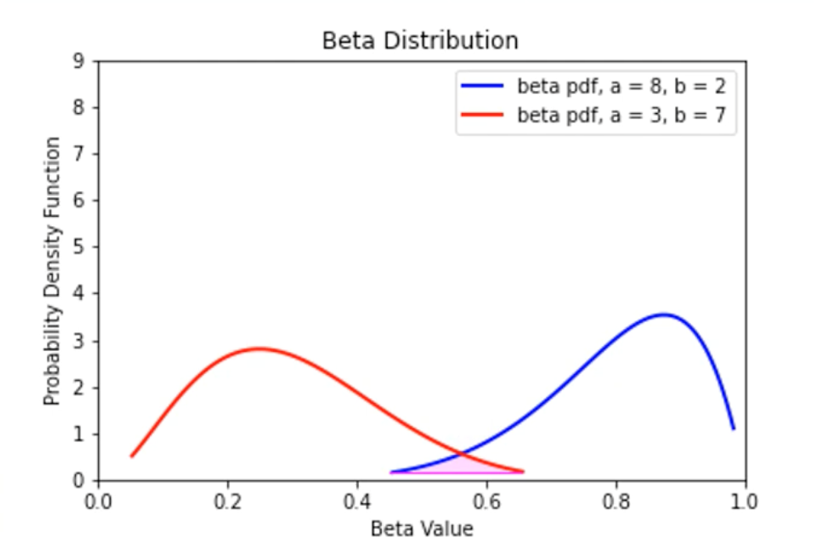 Beta Distribution
beta pdf, a = 8, b = 2
beta pdf, a = 3, b = 7
Probability Density Function
9
8
7
6
5
4
3
2
1
0
0.0 0.2 0.4 0.6 0.8 1.0
Beta Value